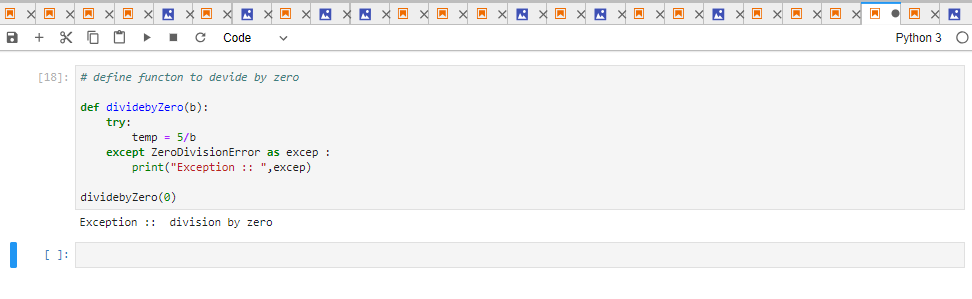 Code
Python 3
[18]: # define functon to devide by zero
def dividebyZero(b):
try:
temp = 5/b
except ZeroDivisionError as excep :
print("Exception :: ",excep)
dividebyZero(0)
Exception ::  division by zero
[ ]: